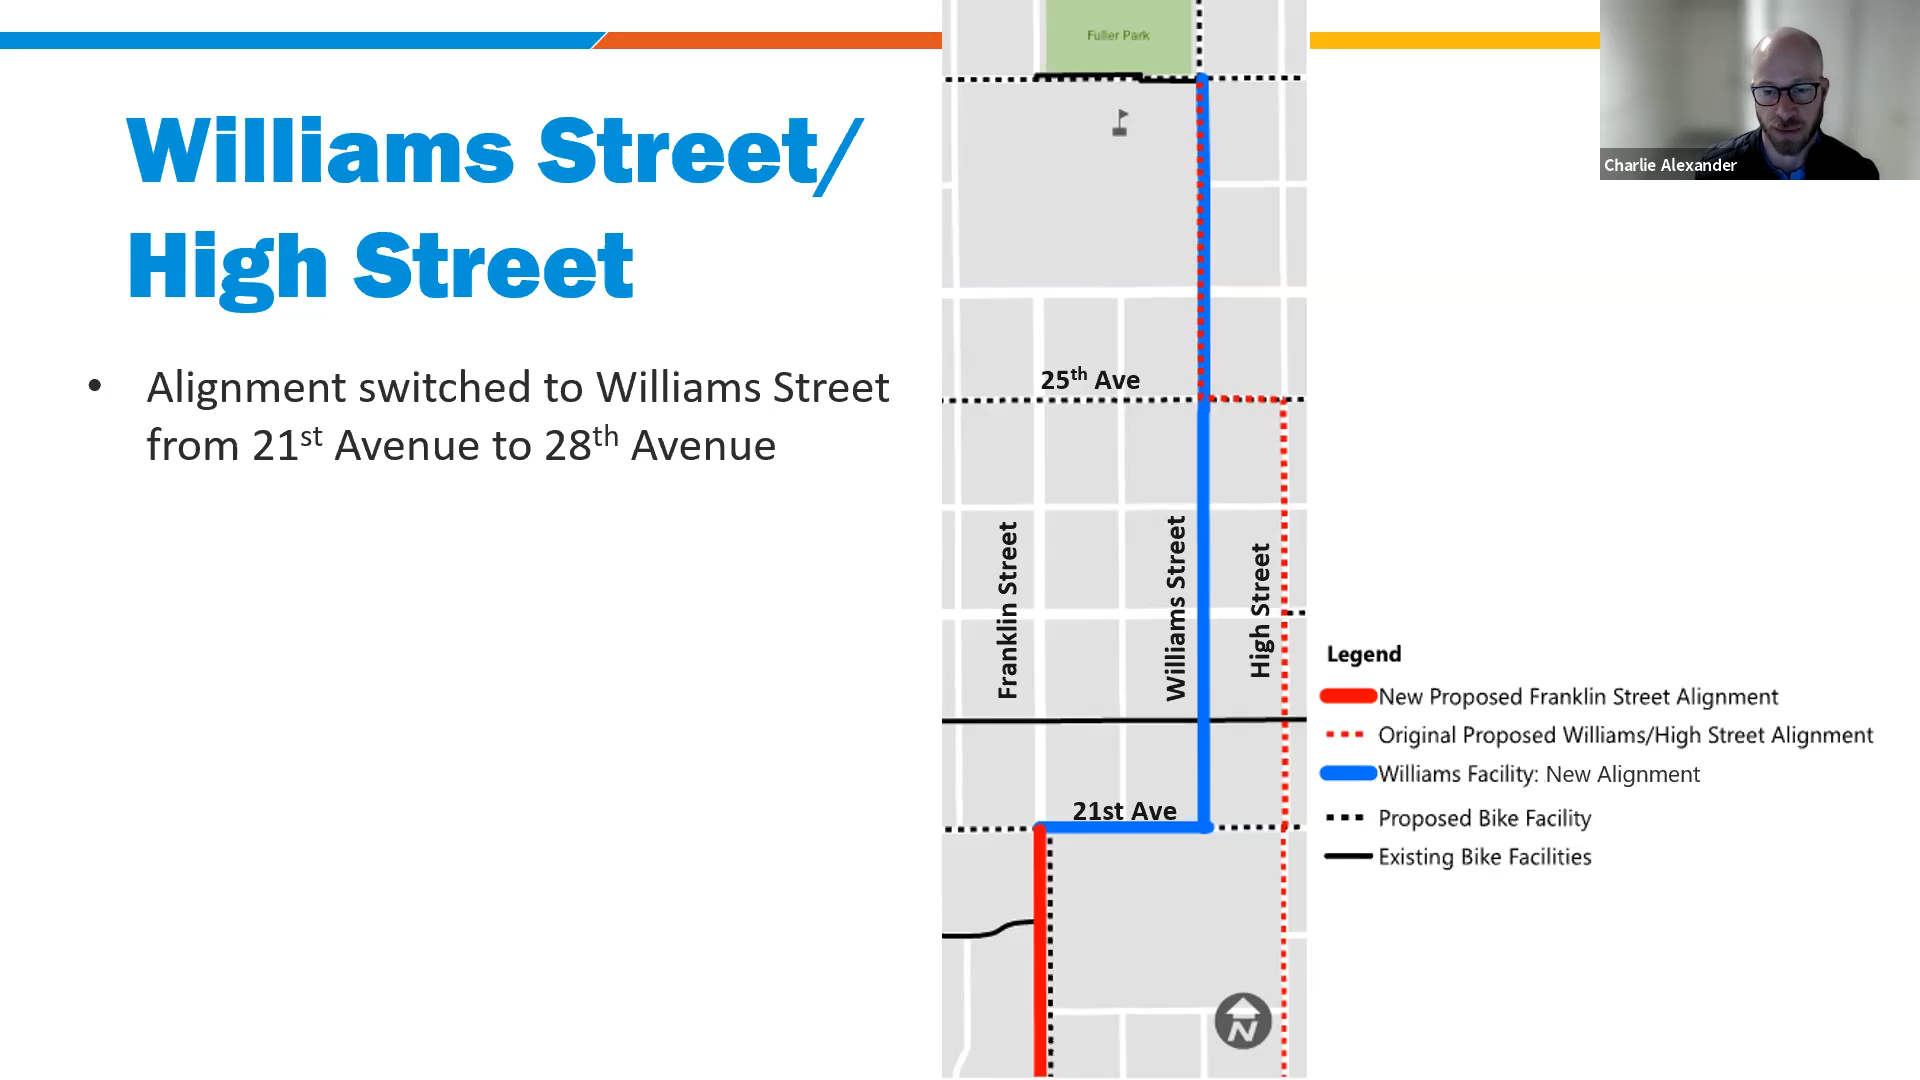 Fuller Park
Charlie Alexander
Williams Street/
High Street
• Alignment switched to Williams Street
from 21st Avenue to 28th Avenue
25th Ave
Franklin Street
Williams Street
High Street
21st Ave
N
Legend
New Proposed Franklin Street Alignment
Original Proposed Williams/High Street Alignment
Williams Facility: New Alignment
Proposed Bike Facility
Existing Bike Facilities